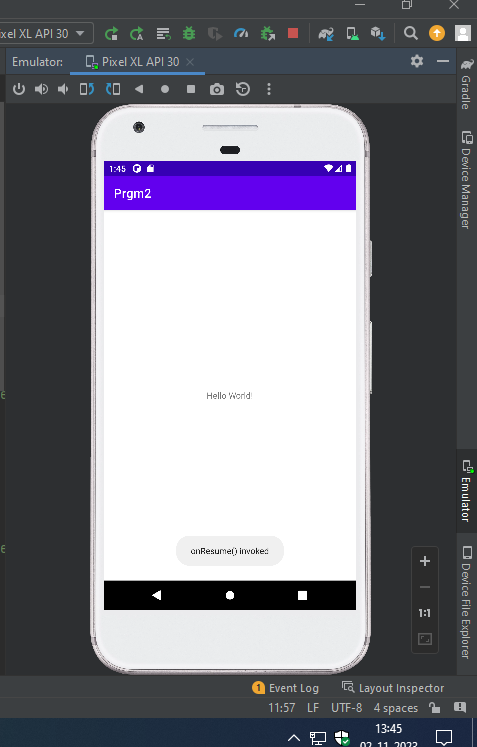 xel XL API 30
Emulator:
Pixel XL API 30
Gradle
Device Manager
1:45
Prgm2
Hello World!
onResume() invoked
Emulator
Device File Explorer
1:1
1 Event Log
Layout Inspector
11:57 LF UTF-8 4 spaces
13:45
02-11-2023